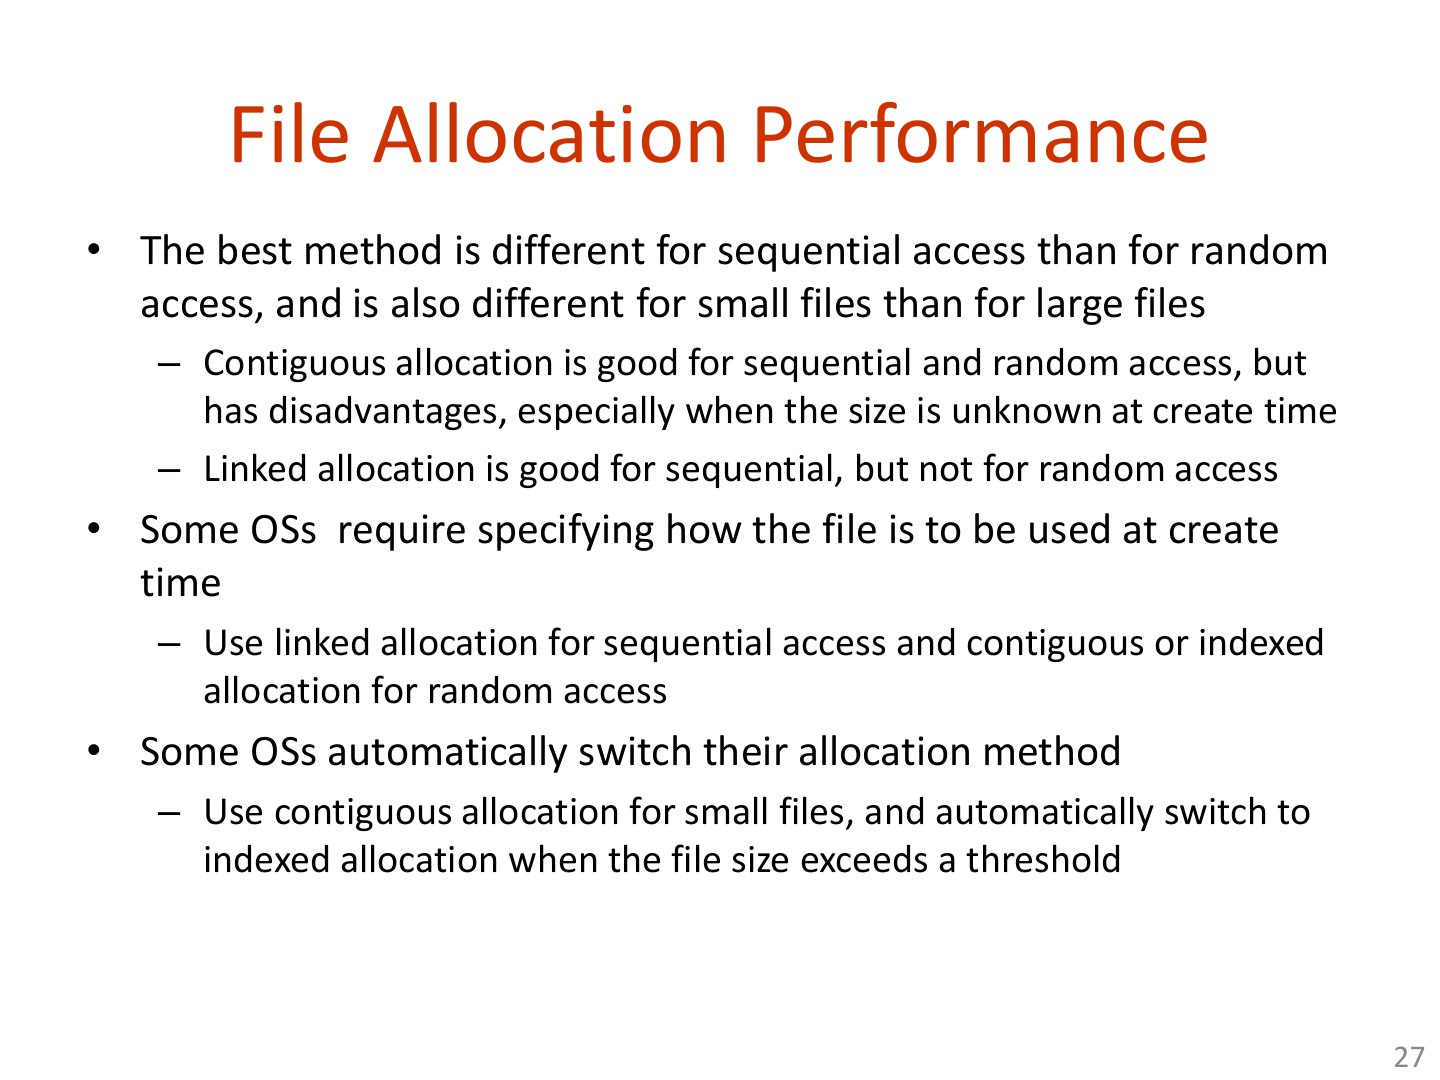 File Allocation Performance
• The best method is different for sequential access than for random
access, and is also different for small files than for large files
– Contiguous allocation is good for sequential and random access, but
has disadvantages, especially when the size is unknown at create time
– Linked allocation is good for sequential, but not for random access
• Some OSs  require specifying how the file is to be used at create
time
– Use linked allocation for sequential access and contiguous or indexed
allocation for random access
• Some OSs automatically switch their allocation method
– Use contiguous allocation for small files, and automatically switch to
indexed allocation when the file size exceeds a threshold
27